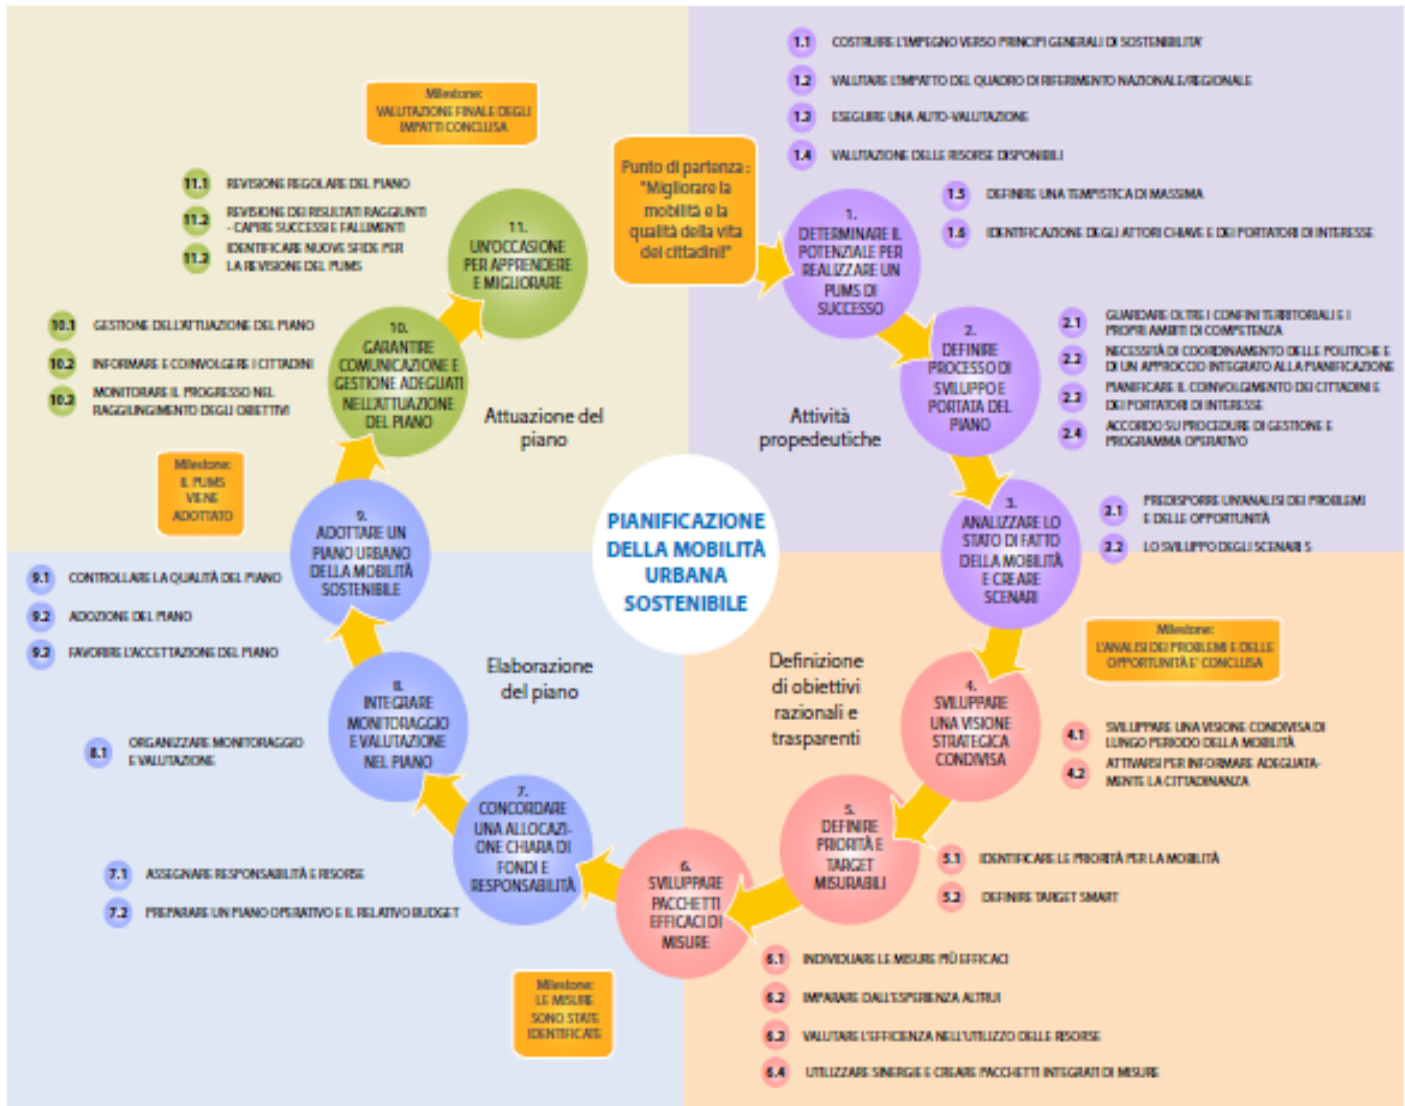 Punto di partenza :
"Migliorare la
mobilità e la
qualità della vita
dei cittadini!"
1.
DETERMINARE IL
POTENZIALE PER
REALIZZARE UN
PUMS DI
SUCCESSO
1.1 COSTRUIRE L'IMPEGNO VERSO PRINCIPI GENERALI DI SOSTENIBILITA'
1.2 VALUTARE L'IMPATTO DEL QUADRO DI RIFERIMENTO NAZIONALE/REGIONALE
1.3 ESEGUIRE UNA AUTO-VALUTAZIONE
1.4 VALUTAZIONE DELLE RISORSE DISPONIBILI
1.5 DEFINIRE UNA TEMPISTICA DI MASSIMA
1.6 IDENTIFICAZIONE DEGLI ATTORI CHIAVE E DEI PORTATORI DI INTERESSE
2.
DEFINIRE
PROCESSO DI
SVILUPPO E
PORTATA DEL
PIANO
2.1 GUARDARE OLTRE I CONFINI TERRITORIALI E I
PROPRI AMBITI DI COMPETENZA
2.2 NECESSITÀ DI COORDINAMENTO DELLE POLITICHE E
DI UN APPROCCIO INTEGRATO ALLA PIANIFICAZIONE
2.3 PIANIFICARE IL COINVOLGIMENTO DEI CITTADINI E
DEI PORTATORI DI INTERESSE
2.4 ACCORDO SU PROCEDURE DI GESTIONE E
PROGRAMMA OPERATIVO
Attività
propedeutiche
3.
ANALIZZARE LO
STATO DI FATTO
DELLA MOBILITÀ
E CREARE
SCENARI
3.1 PREDISPORRE UN'ANALISI DEI PROBLEMI
E DELLE OPPORTUNITÀ
3.2 LO SVILUPPO DEGLI SCENARI S
Milestone:
L'ANALISI DEI PROBLEMI E DELLE
OPPORTUNITÀ E' CONCLUSA
PIANIFICAZIONE
DELLA MOBILITÀ
URBANA
SOSTENIBILE
Definizione
di obiettivi
razionali e
trasparenti
4.
SVILUPPARE
UNA VISIONE
STRATEGICA
CONDIVISA
4.1 SVILUPPARE UNA VISIONE CONDIVISA DI
LUNGO PERIODO DELLA MOBILITÀ
4.2 ATTIVARSI PER INFORMARE ADEGUATA-
MENTE LA CITTADINANZA
5.
DEFINIRE
PRIORITÀ E
TARGET
MISURABILI
5.1 IDENTIFICARE LE PRIORITÀ PER LA MOBILITÀ
5.2 DEFINIRE TARGET SMART
6.
SVILUPPARE
PACCHETTI
EFFICACI DI
MISURE
6.1 INDIVIDUARE LE MISURE PIÙ EFFICACI
6.2 IMPARARE DALL'ESPERIENZA ALTRUI
6.3 VALUTARE L'EFFICIENZA NELL'UTILIZZO DELLE RISORSE
6.4 UTILIZZARE SINERGIE E CREARE PACCHETTI INTEGRATI DI MISURE
Milestone:
LE MISURE
SONO STATE
IDENTIFICATE
7.
CONCORDARE
UNA ALLOCAZI-
ONE CHIARA DI
FONDI E
RESPONSABILITÀ
7.1 ASSEGNARE RESPONSABILITÀ E RISORSE
7.2 PREPARARE UN PIANO OPERATIVO E IL RELATIVO BUDGET
Elaborazione
del piano
8.
INTEGRARE
MONITORAGGIO
E VALUTAZIONE
NEL PIANO
8.1 ORGANIZZARE MONITORAGGIO
E VALUTAZIONE
9.
ADOTTARE UN
PIANO URBANO
DELLA MOBILITÀ
SOSTENIBILE
9.1 CONTROLLARE LA QUALITÀ DEL PIANO
9.2 ADOZIONE DEL PIANO
9.3 FAVORIRE L'ACCETTAZIONE DEL PIANO
Milestone:
IL PUMS
VIENE
ADOTTATO
Attuazione del
piano
10.
GARANTIRE
COMUNICAZIONE E
GESTIONE ADEGUATI
NELL'ATTUAZIONE
DEL PIANO
10.1 GESTIONE DELL'ATTUAZIONE DEL PIANO
10.2 INFORMARE E COINVOLGERE I CITTADINI
10.3 MONITORARE IL PROGRESSO NEL
RAGGIUNGIMENTO DEGLI OBIETTIVI
11.
UN'OCCASIONE
PER APPRENDERE
E MIGLIORARE
11.1 REVISIONE REGOLARE DEL PIANO
11.2 REVISIONE DEI RISULTATI RAGGIUNTI
- CAPIRE SUCCESSI E FALLIMENTI
11.3 IDENTIFICARE NUOVE SFIDE PER
LA REVISIONE DEL PUMS
Milestone:
VALUTAZIONE FINALE DEGLI
IMPATTI CONCLUSA